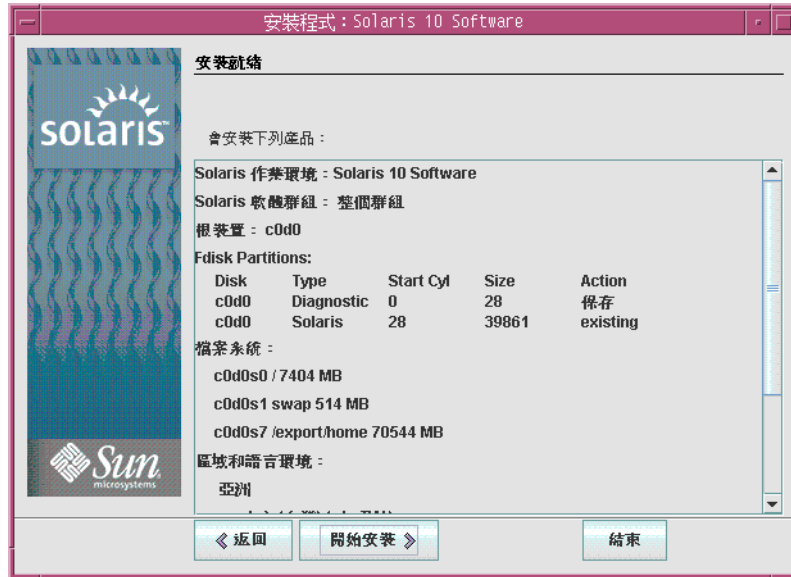 安裝程式：Solaris 10 Software
solaris
Sun
microsystems
安裝就緒
會安裝下列產品：
Solaris 作業環境：Solaris 10 Software
Solaris 軟體群組： 整個群組
根裝置：c0d0
Fdisk Partitions:
Disk Type Start Cyl Size Action
c0d0 Diagnostic 0 28 保存
c0d0 Solaris 28 39861 existing
檔案系統：
c0d0s0 / 7404 MB
c0d0s1 swap 514 MB
c0d0s7 /export/home 70544 MB
區域和語言環境：
亞洲
返回
開始安裝
結束